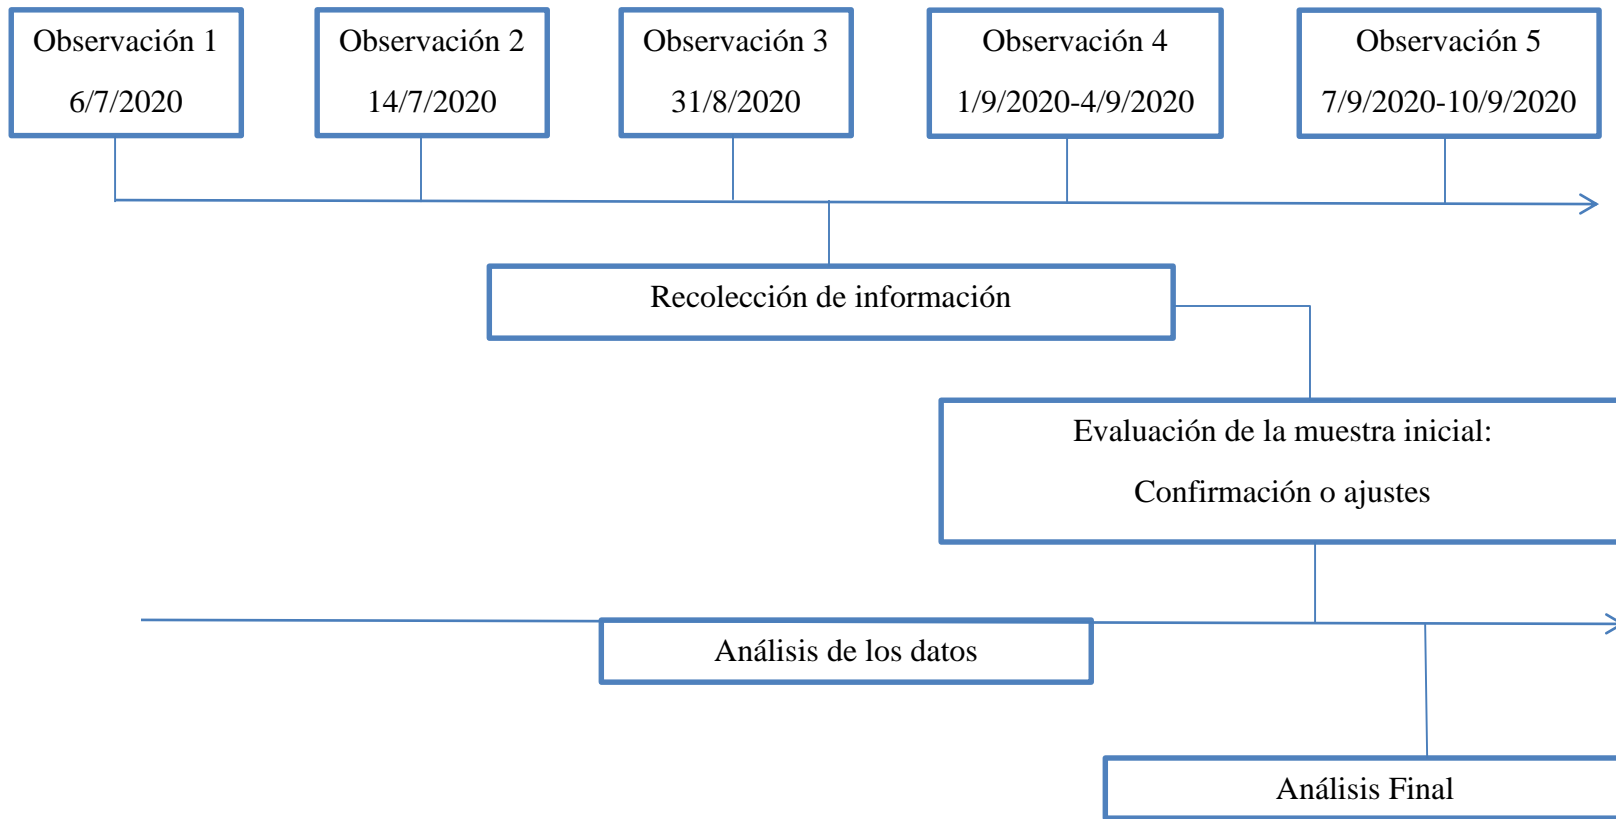 Observación 1
6/7/2020
Observación 2
14/7/2020
Observación 3
31/8/2020
Observación 4
1/9/2020-4/9/2020
Observación 5
7/9/2020-10/9/2020
Recolección de información
Evaluación de la muestra inicial:
Confirmación o ajustes
Análisis de los datos
Análisis Final